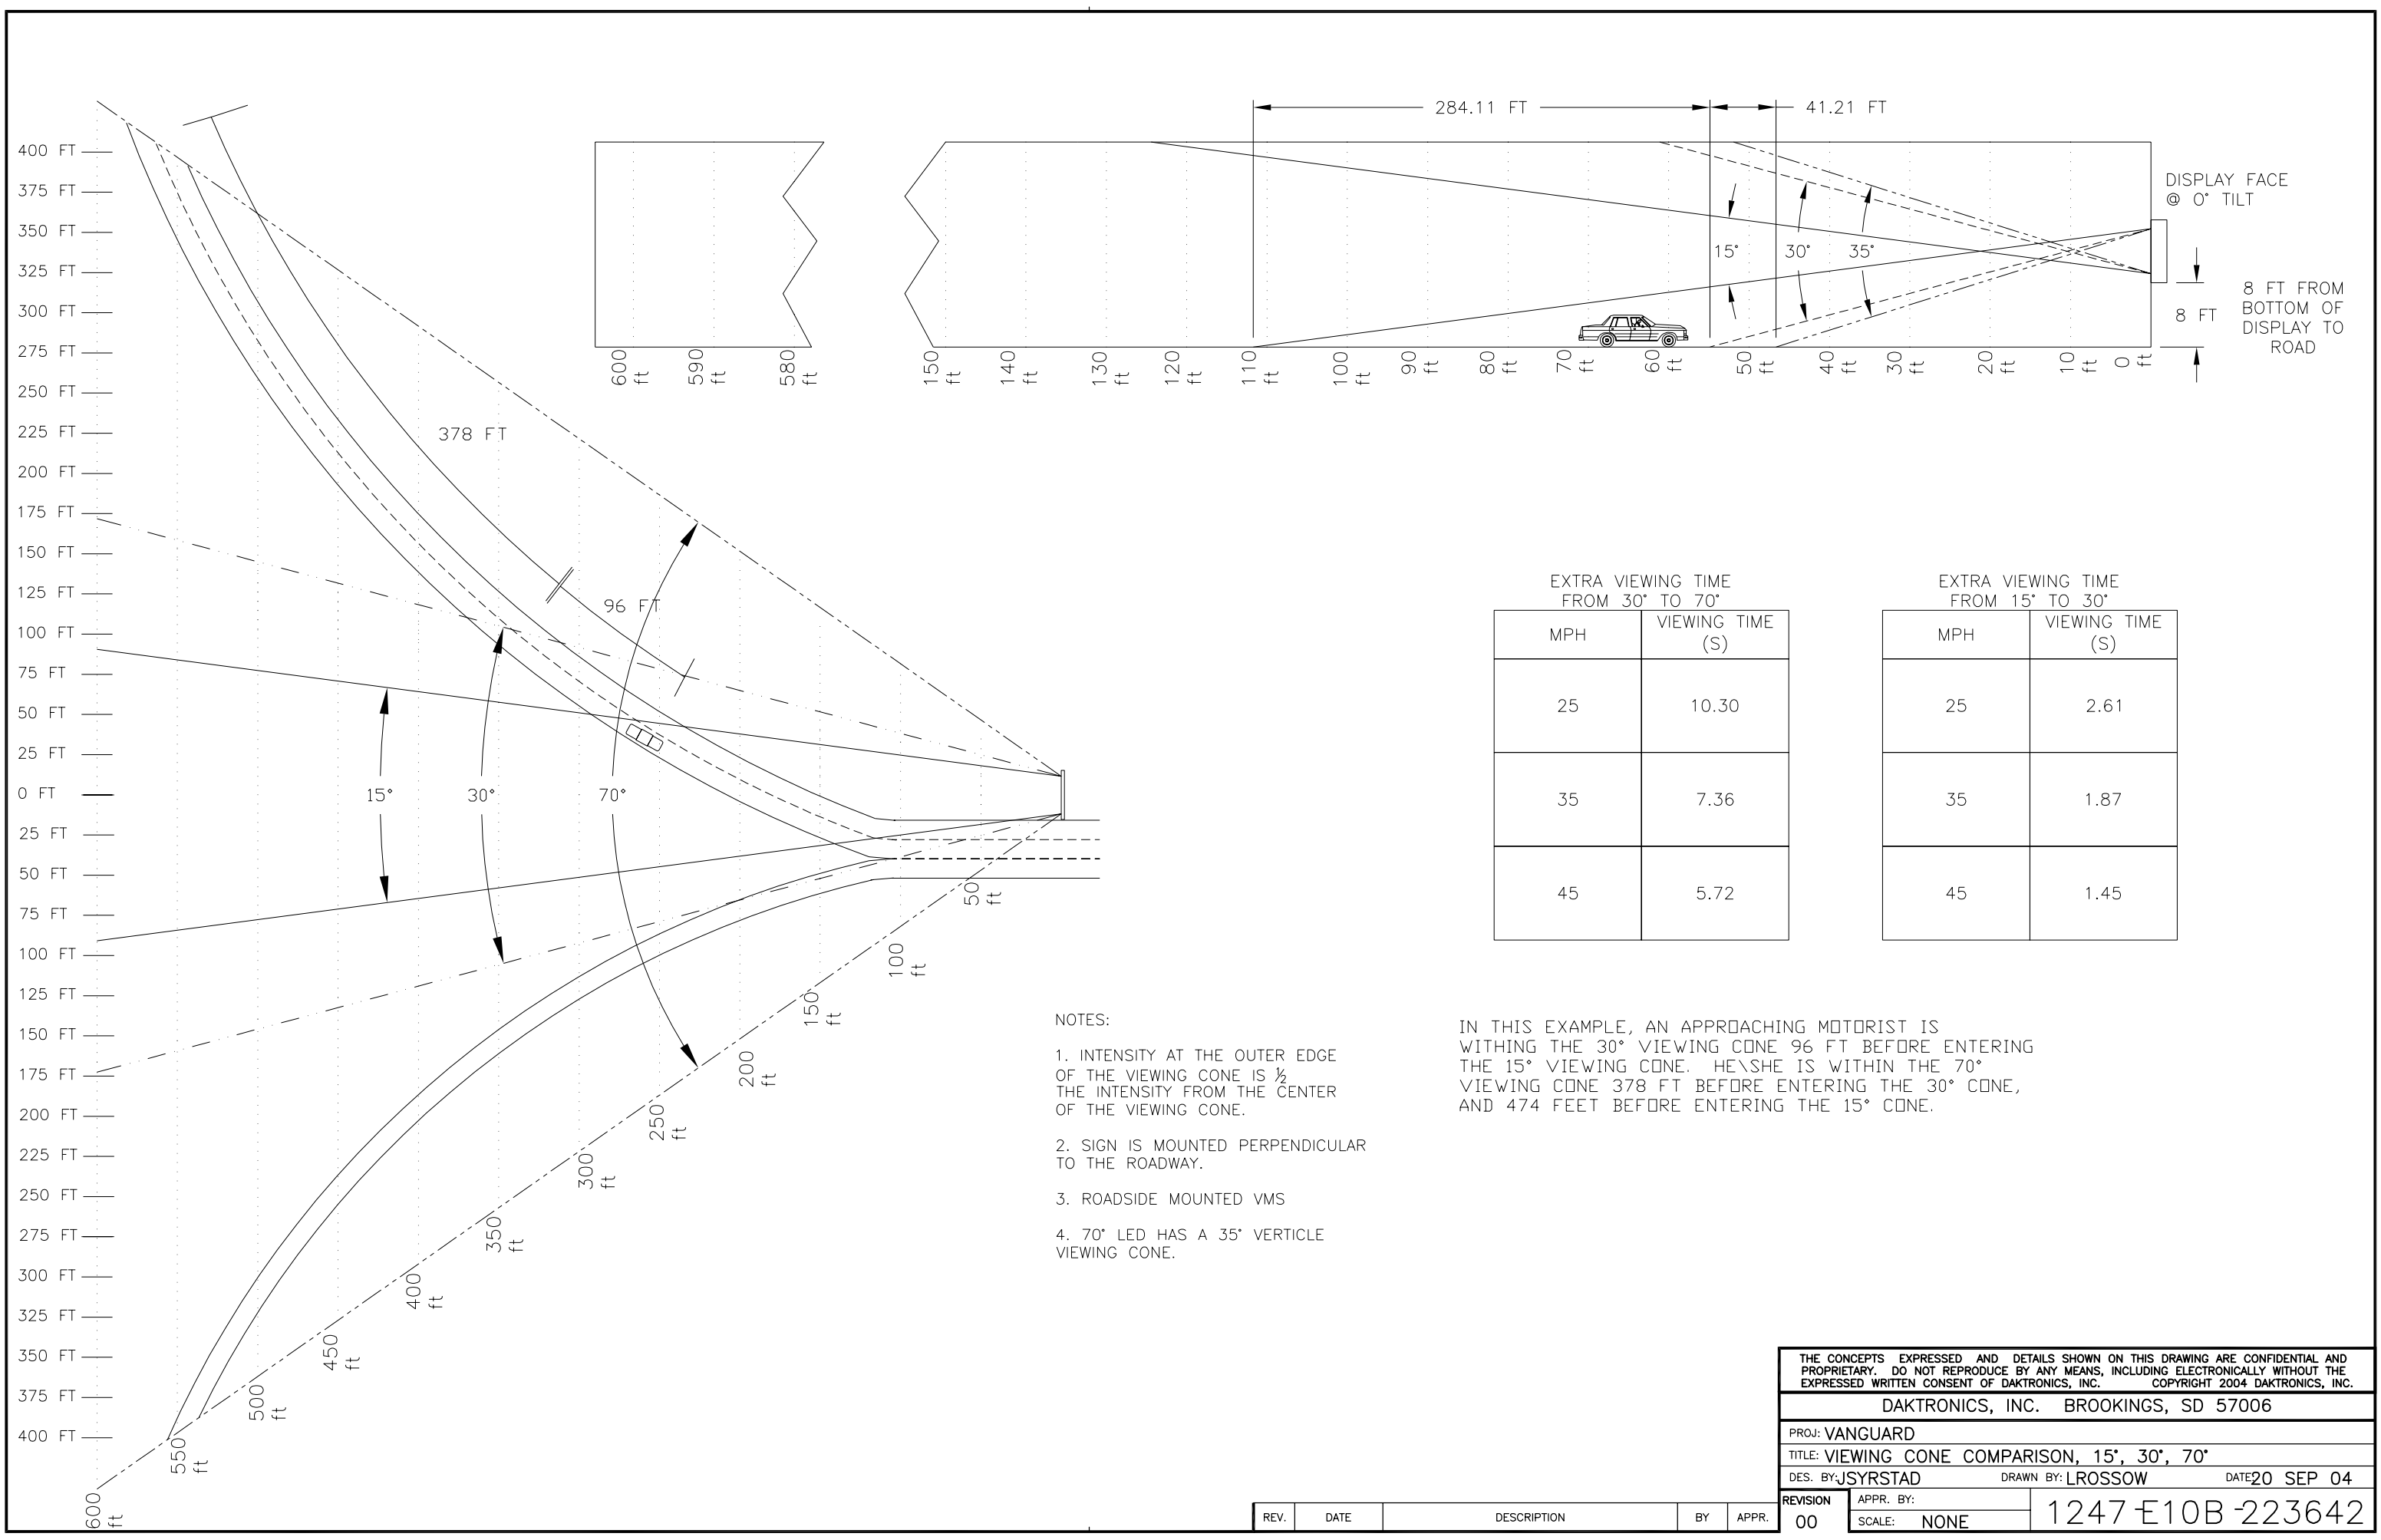 284.11 FT
41.21 FT
DISPLAY FACE
@ 0° TILT
15°
30°
35°
8 FT
8 FT FROM
BOTTOM OF
DISPLAY TO
ROAD
600 ft
590 ft
580 ft
150 ft
140 ft
130 ft
120 ft
110 ft
100 ft
90 ft
80 ft
70 ft
60 ft
50 ft
40 ft
30 ft
20 ft
10 ft
0 ft
400 FT
375 FT
350 FT
325 FT
300 FT
275 FT
250 FT
225 FT
200 FT
175 FT
150 FT
125 FT
100 FT
75 FT
50 FT
25 FT
0 FT
25 FT
50 FT
75 FT
100 FT
125 FT
150 FT
175 FT
200 FT
225 FT
250 FT
275 FT
300 FT
325 FT
350 FT
375 FT
400 FT
378 FT
96 FT
15°
30°
70°
50 ft
100 ft
150 ft
200 ft
250 ft
300 ft
350 ft
400 ft
450 ft
500 ft
550 ft
600 ft
EXTRA VIEWING TIME
FROM 30° TO 70°
MPH
VIEWING TIME
(S)
25 10.30
35 7.36
45 5.72
EXTRA VIEWING TIME
FROM 15° TO 30°
MPH
VIEWING TIME
(S)
25 2.61
35 1.87
45 1.45
NOTES:
1. INTENSITY AT THE OUTER EDGE
OF THE VIEWING CONE IS ½
THE INTENSITY FROM THE CENTER
OF THE VIEWING CONE.
2. SIGN IS MOUNTED PERPENDICULAR
TO THE ROADWAY.
3. ROADSIDE MOUNTED VMS
4. 70° LED HAS A 35° VERTICLE
VIEWING CONE.
IN THIS EXAMPLE, AN APPROACHING MOTORIST IS
WITHING THE 30° VIEWING CONE 96 FT BEFORE ENTERING
THE 15° VIEWING CONE. HE\SHE IS WITHIN THE 70°
VIEWING CONE 378 FT BEFORE ENTERING THE 30° CONE,
AND 474 FEET BEFORE ENTERING THE 15° CONE.
THE CONCEPTS EXPRESSED AND DETAILS SHOWN ON THIS DRAWING ARE CONFIDENTIAL AND
PROPRIETARY. DO NOT REPRODUCE BY ANY MEANS, INCLUDING ELECTRONICALLY WITHOUT THE
EXPRESSED WRITTEN CONSENT OF DAKTRONICS, INC. COPYRIGHT 2004 DAKTRONICS, INC.
DAKTRONICS, INC. BROOKINGS, SD 57006
PROJ: VANGUARD
TITLE: VIEWING CONE COMPARISON, 15°, 30°, 70°
DES. BY: JSYRSTAD DRAWN BY: LROSSOW DATE: 20 SEP 04
REVISION
00
APPR. BY:
SCALE: NONE
1247-E10B-223642
REV. DATE DESCRIPTION BY APPR.